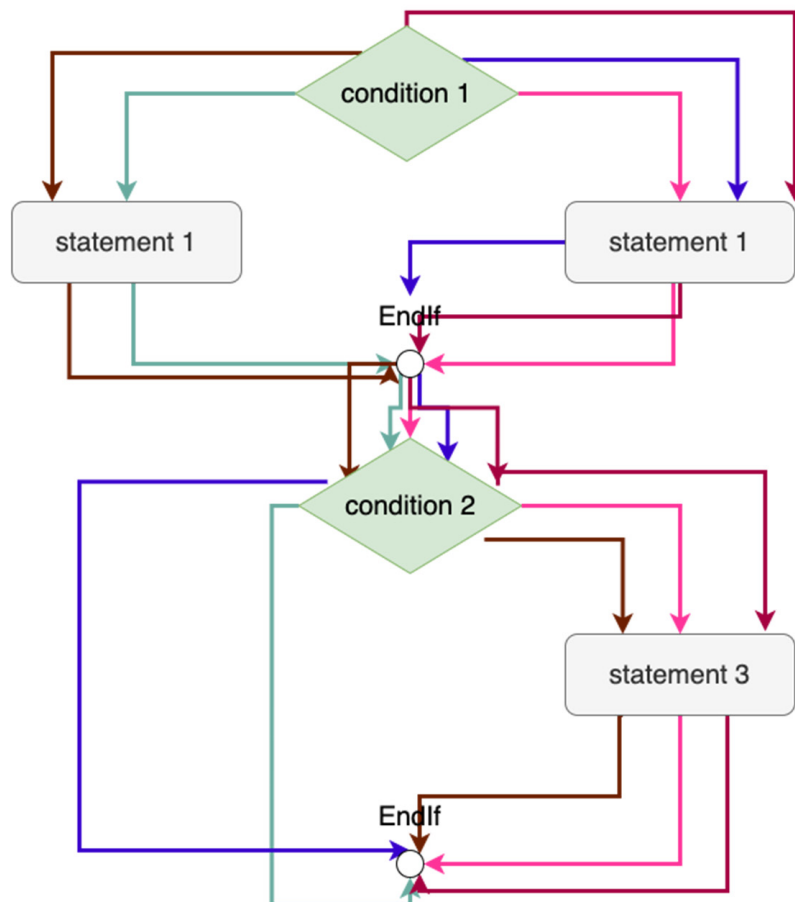 condition 1
statement 1
statement 1
EndIf
condition 2
statement 3
EndIf